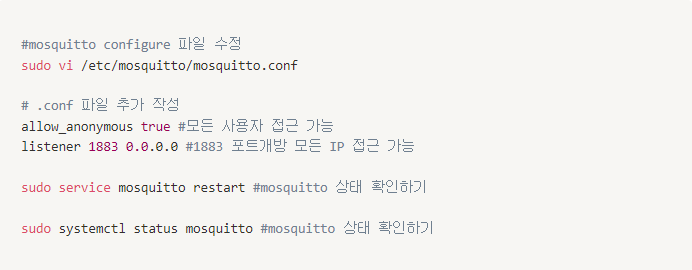 #mosquitto configure 파일 수정
sudo vi /etc/mosquitto/mosquitto.conf
# .conf 파일 추가 작성
allow_anonymous true #모든 사용자 접근 가능
listener 1883 0.0.0.0 #1883 포트개방 모든 IP 접근 가능
sudo service mosquitto restart #mosquitto 상태 확인하기
sudo systemctl status mosquitto #mosquitto 상태 확인하기